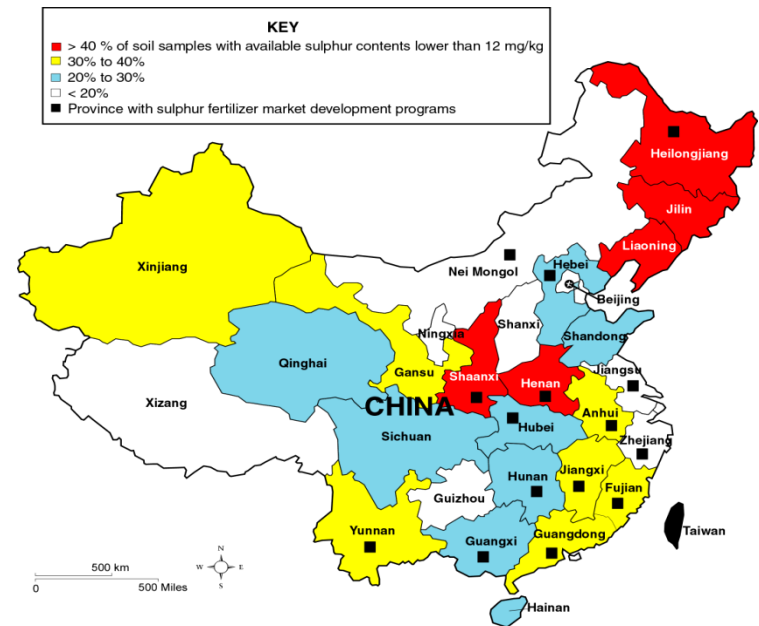 KEY
> 40 % of soil samples with available sulphur contents lower than 12 mg/kg
30% to 40%
20% to 30%
< 20%
Province with sulphur fertilizer market development programs
Heilongjiang
Jilin
Liaoning
Xinjiang
Nei Mongol
Hebei
Beijing
Ningxia
Shanxi
Shandong
Qinghai
Gansu
Shaanxi
Henan
Jiangsu
Xizang
CHINA
Anhui
Hubei
Sichuan
Zhejiang
Hunan
Jiangxi
Guizhou
Fujian
Yunnan
Guangxi
Guangdong
Taiwan
Hainan
500 km
0
500 Miles
N
W
E
S